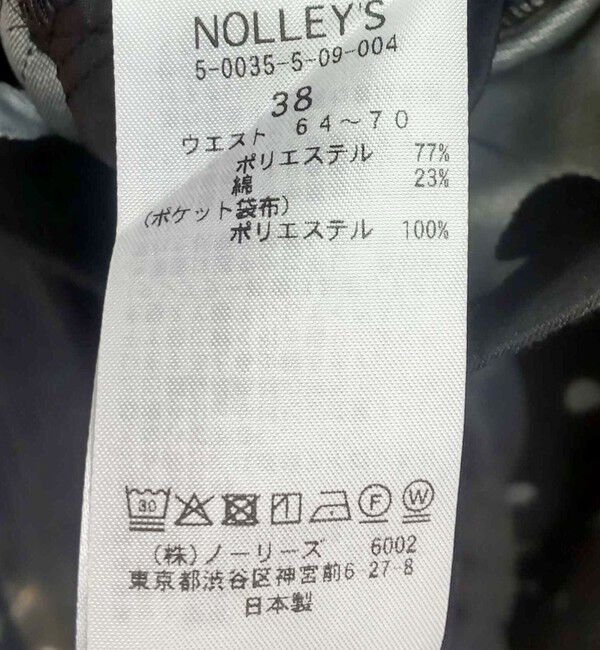 NOLLEY'S
5-0035-5-09-004
38
ウエスト 64～70
ポリエステル 77%
綿 23%
(ポケット袋布)
ポリエステル 100%
30 F W
(株)ノーリーズ 6002
東京都渋谷区神宮前6 27-8
日本製